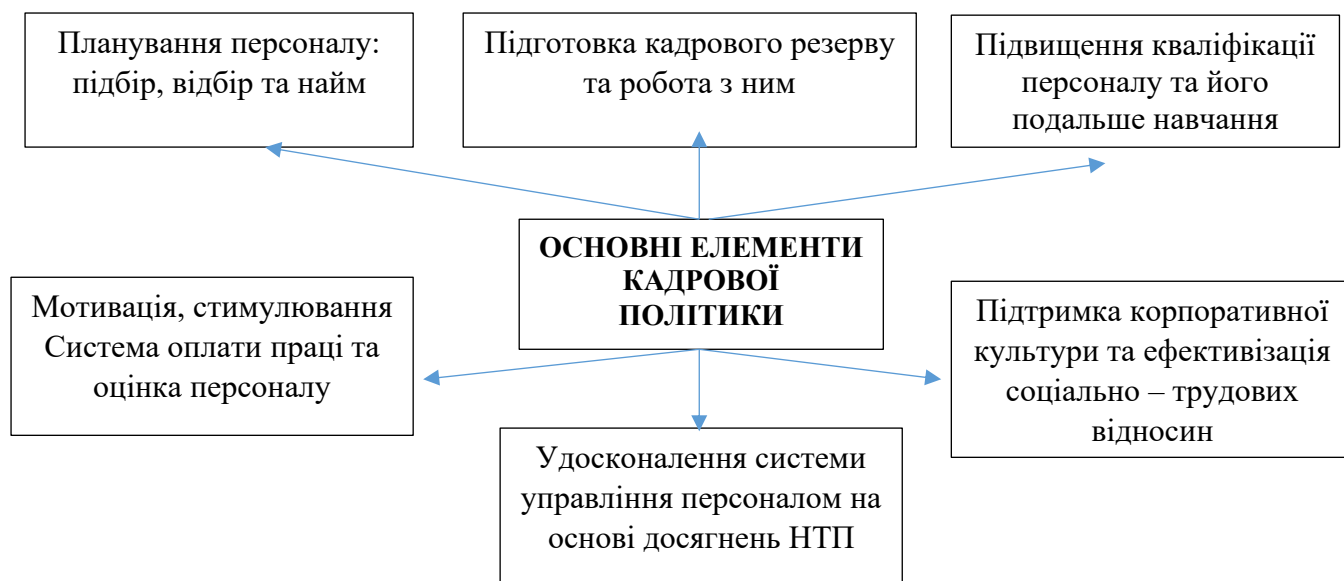 Планування персоналу:
підбір, відбір та найм
Підготовка кадрового резерву
та робота з ним
Підвищення кваліфікації
персоналу та його
подальше навчання
ОСНОВНІ ЕЛЕМЕНТИ
КАДРОВОЇ
ПОЛІТИКИ
Мотивація, стимулювання
Система оплати праці та
оцінка персоналу
Підтримка корпоративної
культури та ефективізація
соціально – трудових
відносин
Удосконалення системи
управління персоналом на
основі досягнень НТП